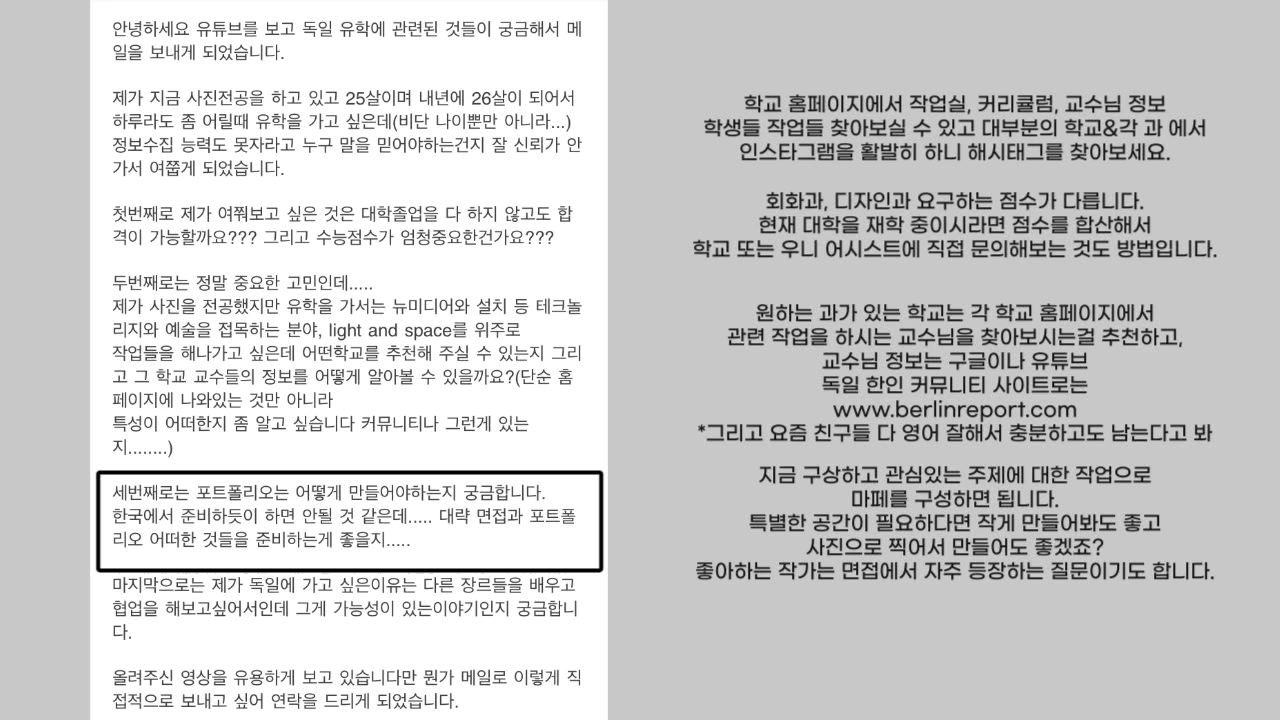 안녕하세요 유튜브를 보고 독일 유학에 관련된 것들이 궁금해서 메
일을 보내게 되었습니다.
제가 지금 사진전공을 하고 있고 25살이며 내년에 26살이 되어서
하루라도 좀 어릴때 유학을 가고 싶은데(비단 나이뿐만 아니라...)
정보수집 능력도 못자라고 누구 말을 믿어야하는건지 잘 신뢰가 안
가서 여쭙게 되었습니다.
첫번째로 제가 여쭤보고 싶은 것은 대학졸업을 다 하지 않고도 합
격이 가능할까요??? 그리고 수능점수가 엄청중요한건가요???
두번째로는 정말 중요한 고민인데.....
제가 사진을 전공했지만 유학을 가서는 뉴미디어와 설치 등 테크놀
리지와 예술을 접목하는 분야, light and space를 위주로
작업들을 해나가고 싶은데 어떤학교를 추천해 주실 수 있는지 그리
고 그 학교 교수들의 정보를 어떻게 알아볼 수 있을까요?(단순 홈
페이지에 나와있는 것만 아니라
특성이 어떠한지 좀 알고 싶습니다 커뮤니티나 그런게 있는
지........)
세번째로는 포트폴리오는 어떻게 만들어야하는지 궁금합니다.
한국에서 준비하듯이 하면 안될 것 같은데..... 대략 면접과 포트폴
리오 어떠한 것들을 준비하는게 좋을지.....
마지막으로는 제가 독일에 가고 싶은이유는 다른 장르들을 배우고
협업을 해보고싶어서인데 그게 가능성이 있는이야기인지 궁금합니
다.
올려주신 영상을 유용하게 보고 있습니다만 뭔가 메일로 이렇게 직
접적으로 보내고 싶어 연락을 드리게 되었습니다.
학교 홈페이지에서 작업실, 커리큘럼, 교수님 정보
학생들 작업들 찾아보실 수 있고 대부분의 학교&각 과 에서
인스타그램을 활발히 하니 해시태그를 찾아보세요.
회화과, 디자인과 요구하는 점수가 다릅니다.
현재 대학을 재학 중이시라면 점수를 합산해서
학교 또는 우니 어시스트에 직접 문의해보는 것도 방법입니다.
원하는 과가 있는 학교는 각 학교 홈페이지에서
관련 작업을 하시는 교수님을 찾아보시는걸 추천하고,
교수님 정보는 구글이나 유튜브
독일 한인 커뮤니티 사이트로는
www.berlinreport.com
*그리고 요즘 친구들 다 영어 잘해서 충분하고도 남는다고 봐
지금 구상하고 관심있는 주제에 대한 작업으로
마페를 구성하면 됩니다.
특별한 공간이 필요하다면 작게 만들어봐도 좋고
사진으로 찍어서 만들어도 좋겠죠?
좋아하는 작가는 면접에서 자주 등장하는 질문이기도 합니다.